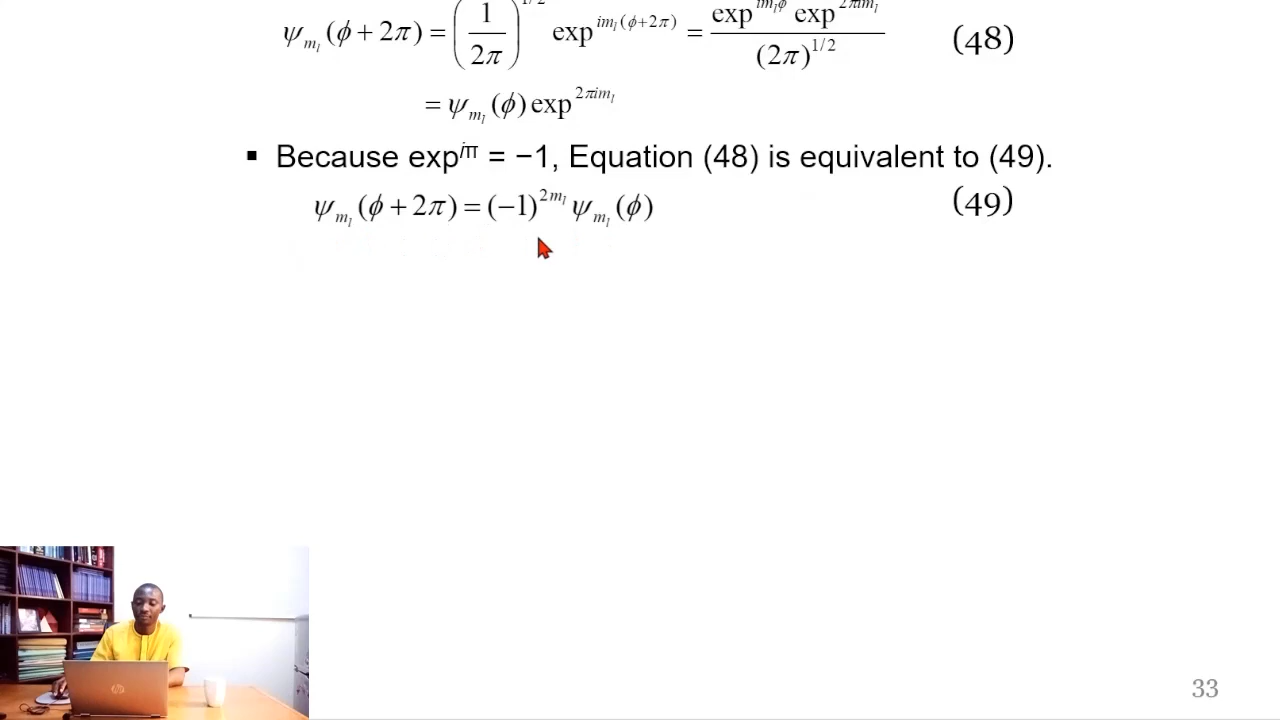 ψ_{m_l}(ϕ + 2π) = (1/2π)^{1/2} exp^{im_l(ϕ+2π)} = exp^{im_lϕ} exp^{2πim_l} / (2π)^{1/2} (48)
= ψ_{m_l}(ϕ) exp^{2πim_l}
▪ Because exp^{iπ} = −1, Equation (48) is equivalent to (49).
ψ_{m_l}(ϕ + 2π) = (−1)^{2m_l} ψ_{m_l}(ϕ) (49)
33